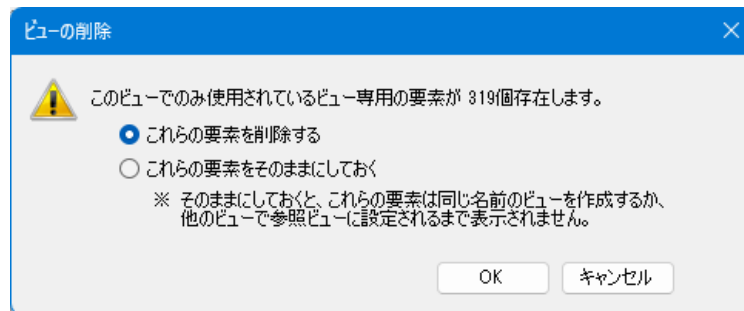 ビューの削除
このビューでのみ使用されているビュー専用の要素が 319個存在します。
これらの要素を削除する
これらの要素をそのままにしておく
※ そのままにしておくと、これらの要素は同じ名前のビューを作成するか、
他のビューで参照ビューに設定されるまで表示されません。
OK
キャンセル